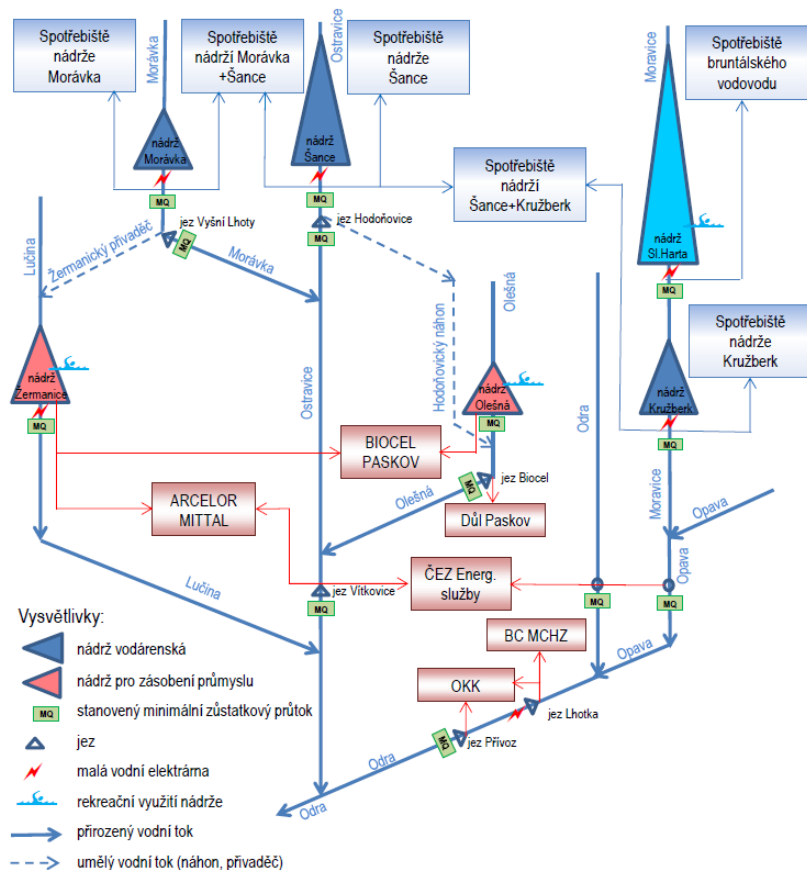 Spotřebiště
nádrže
Morávka
Morávka
Spotřebiště
nádrží Morávka
+Šance
Ostravice
Spotřebiště
nádrže
Šance
Moravice
Spotřebiště
bruntálského
vodovodu
nádrž
Morávka
nádrž
Šance
MQ
MQ
Spotřebiště
nádrží
Šance+Kružberk
jez Vyšní Lhoty
jez Hodoňovice
MQ
MQ
Lučina
Žermanický přivaděč
Morávka
nádrž
Sl.Harta
MQ
Olešná
Spotřebiště
nádrže
Kružberk
Ostravice
Hodoňovický náhon
Odra
nádrž
Žermanice
nádrž
Olešná
nádrž
Kružberk
MQ
MQ
MQ
BIOCEL
PASKOV
jez Biocel
MQ
Olešná
ARCELOR
MITTAL
Důl Paskov
Moravice
Opava
Opava
Lučina
jez Vítkovice
MQ
ČEZ Energ.
služby
MQ
MQ
BC MCHZ
Opava
OKK
jez Lhotka
jez Přívoz
MQ
Odra
Odra
Vysvětlivky:
nádrž vodárenská
nádrž pro zásobení průmyslu
MQ stanovený minimální zůstatkový průtok
jez
malá vodní elektrárna
rekreační využití nádrže
přirozený vodní tok
umělý vodní tok (náhon, přivaděč)